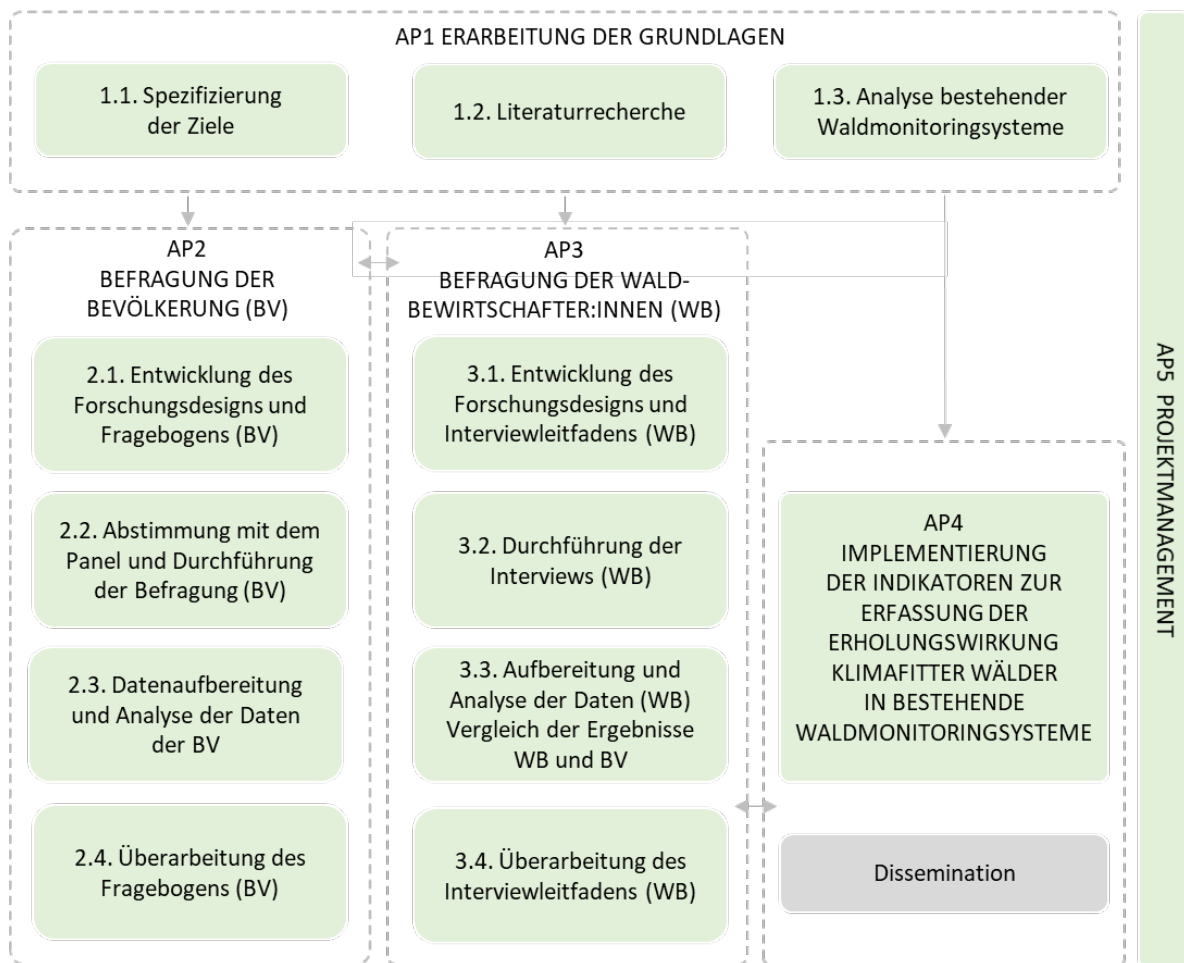 AP1 ERARBEITUNG DER GRUNDLAGEN
1.1. Spezifizierung
der Ziele
1.2. Literaturrecherche
1.3. Analyse bestehender
Waldmonitoringsysteme
AP2
BEFRAGUNG DER
BEVÖLKERUNG (BV)
2.1. Entwicklung des
Forschungsdesigns und
Fragebogens (BV)
2.2. Abstimmung mit dem
Panel und Durchführung
der Befragung (BV)
2.3. Datenaufbereitung
und Analyse der Daten
der BV
2.4. Überarbeitung des
Fragebogens (BV)
AP3
BEFRAGUNG DER WALD-
BEWIRTSCHAFTER:INNEN (WB)
3.1. Entwicklung des
Forschungsdesigns und
Interviewleitfadens (WB)
3.2. Durchführung der
Interviews (WB)
3.3. Aufbereitung und
Analyse der Daten (WB)
Vergleich der Ergebnisse
WB und BV
3.4. Überarbeitung des
Interviewleitfadens (WB)
AP4
IMPLEMENTIERUNG
DER INDIKATOREN ZUR
ERFASSUNG DER
ERHOLUNGSWIRKUNG
KLIMAFITTER WÄLDER
IN BESTEHENDE
WALDMONITORINGSYSTEME
Dissemination
AP5 PROJEKTMANAGEMENT